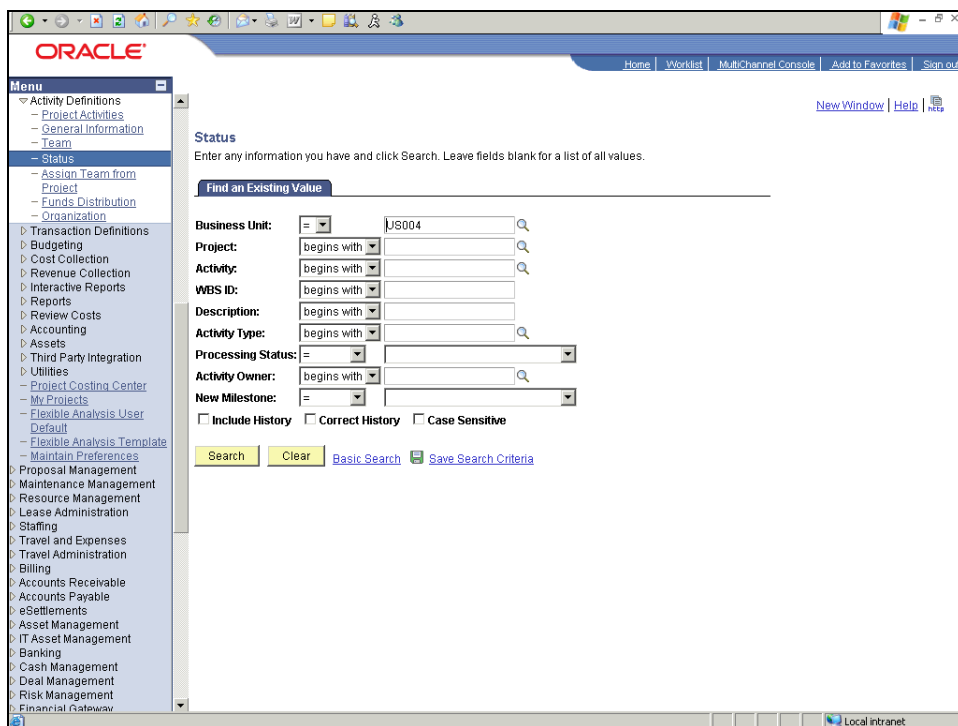 ORACLE
Home | Worklist | MultiChannel Console | Add to Favorites | Sign out
Menu
Activity Definitions
– Project Activities
– General Information
– Team
– Status
– Assign Team from
Project
– Funds Distribution
– Organization
Transaction Definitions
Budgeting
Cost Collection
Revenue Collection
Interactive Reports
Reports
Review Costs
Accounting
Assets
Third Party Integration
Utilities
– Project Costing Center
– My Projects
– Flexible Analysis User
Default
– Flexible Analysis Template
– Maintain Preferences
Proposal Management
Maintenance Management
Resource Management
Lease Administration
Staffing
Travel and Expenses
Travel Administration
Billing
Accounts Receivable
Accounts Payable
eSettlements
Asset Management
IT Asset Management
Banking
Cash Management
Deal Management
Risk Management
Financial Gateway
New Window | Help | http
Status
Enter any information you have and click Search. Leave fields blank for a list of all values.
Find an Existing Value
Business Unit: = US004
Project: begins with
Activity: begins with
WBS ID: begins with
Description: begins with
Activity Type: begins with
Processing Status: =
Activity Owner: begins with
New Milestone: =
Include History Correct History Case Sensitive
Search Clear Basic Search Save Search Criteria
Local intranet